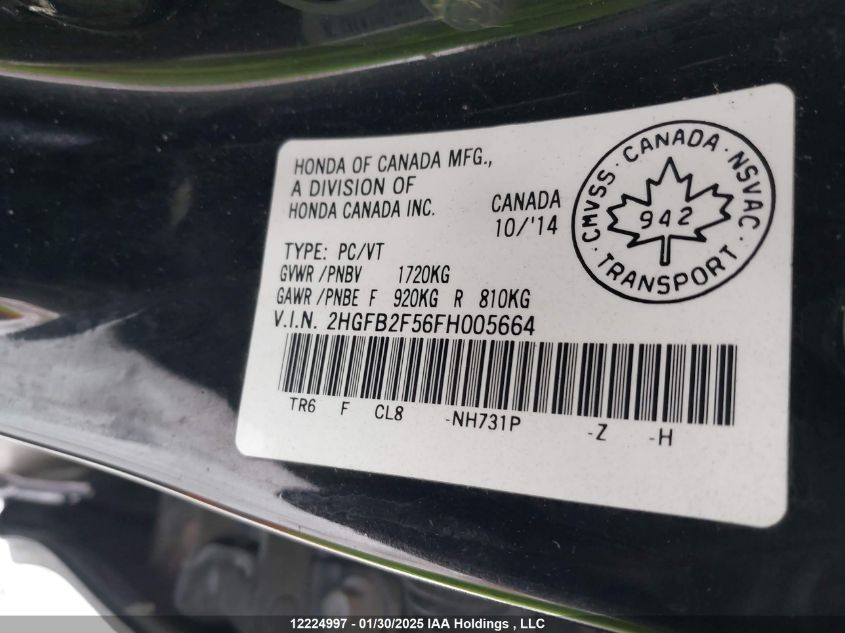 HONDA OF CANADA MFG.,
A DIVISION OF
HONDA CANADA INC.
CANADA
10/'14
TYPE: PC/VT
GVWR /PNBV 1720KG
GAWR /PNBE F 920KG R 810KG
V.I.N. 2HGFB2F56FH005664
TR6 F CL8 -NH731P -Z -H
CMVSS · CANADA · NSVAC ·
942
TRANSPORT
12224997 - 01/30/2025 IAA Holdings , LLC